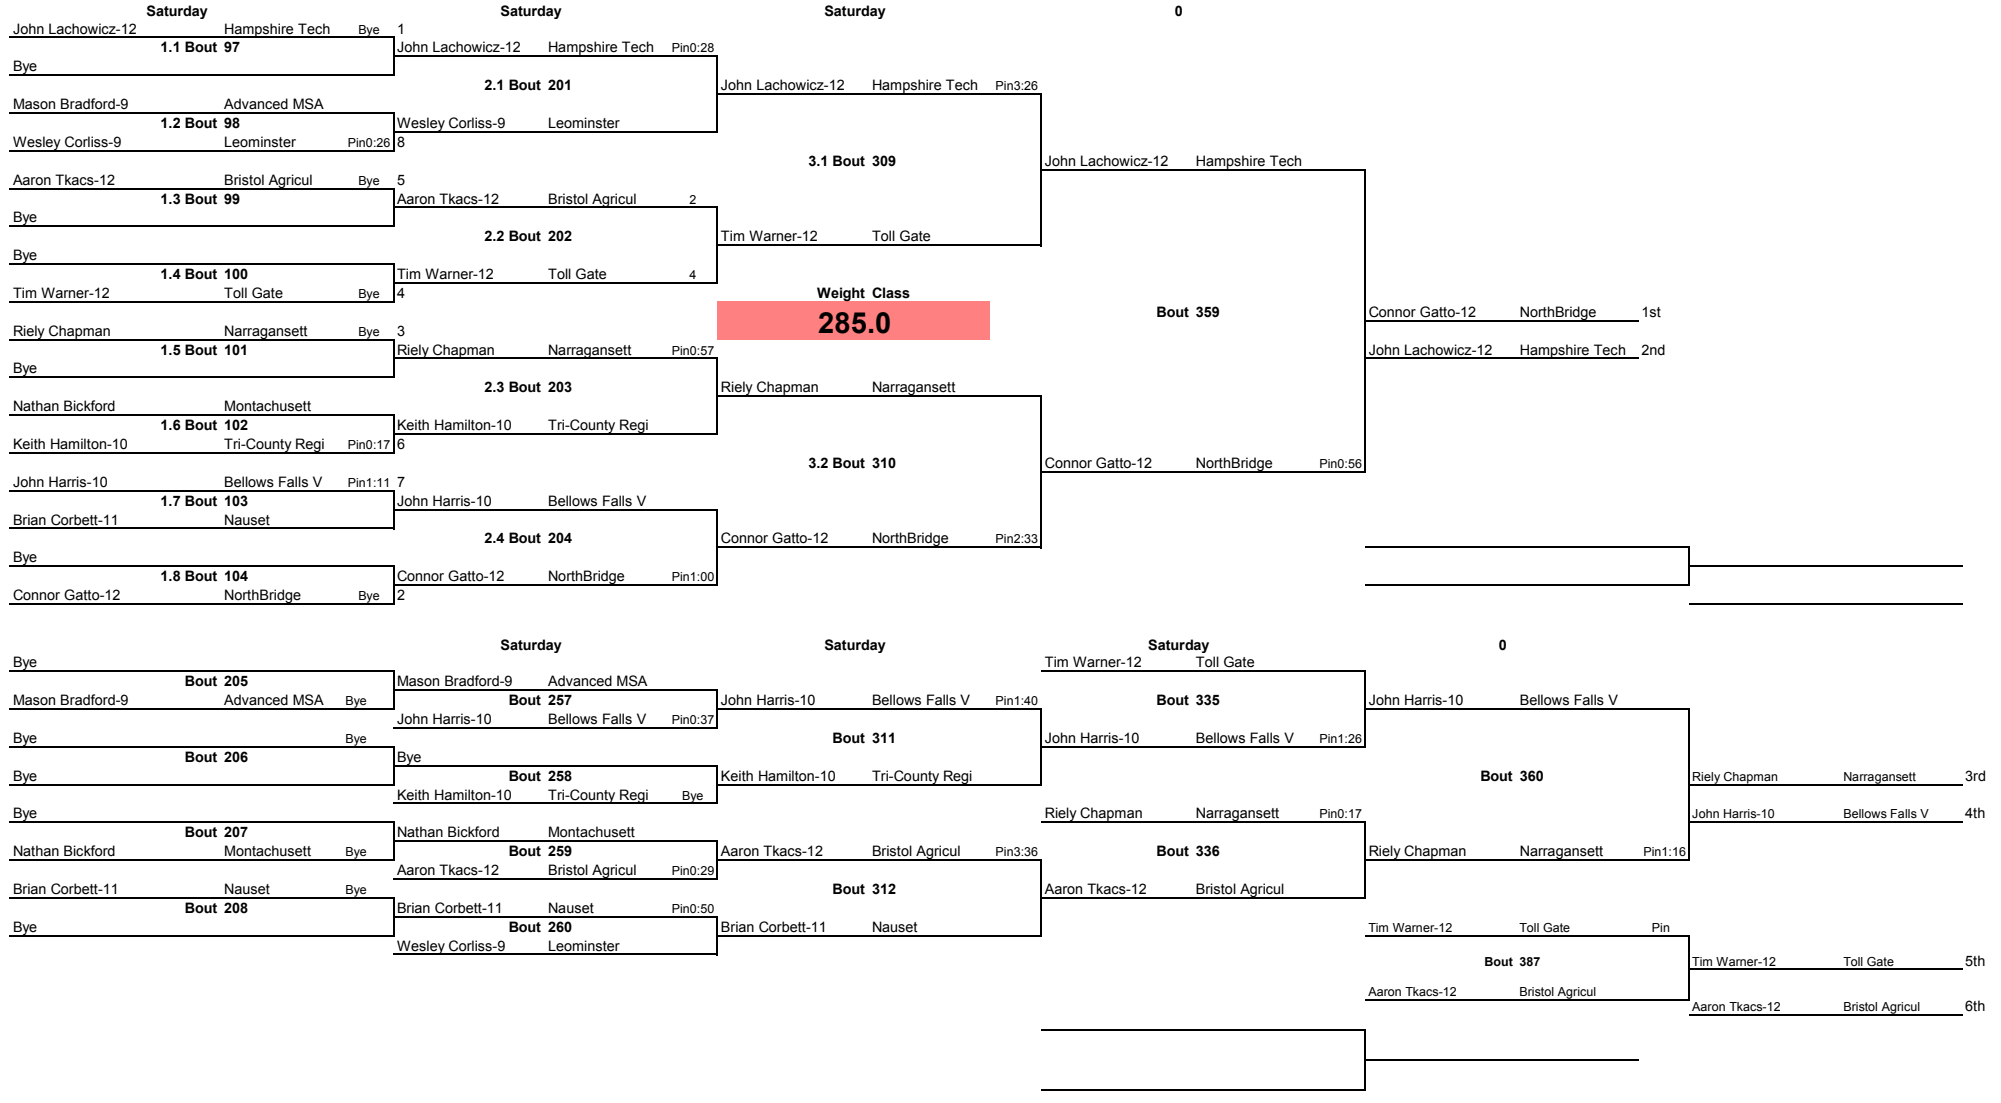 Saturday Saturday Saturday 0
John Lachowicz-12 Hampshire Tech Bye 1
1.1 Bout 97 John Lachowicz-12 Hampshire Tech Pin0:28
Bye
2.1 Bout 201 John Lachowicz-12 Hampshire Tech Pin3:26
Mason Bradford-9 Advanced MSA
1.2 Bout 98 Wesley Corliss-9 Leominster
Wesley Corliss-9 Leominster Pin0:26 8
3.1 Bout 309 John Lachowicz-12 Hampshire Tech
Aaron Tkacs-12 Bristol Agricul Bye 5
1.3 Bout 99 Aaron Tkacs-12 Bristol Agricul 2
Bye
2.2 Bout 202 Tim Warner-12 Toll Gate
Bye
1.4 Bout 100 Tim Warner-12 Toll Gate 4
Tim Warner-12 Toll Gate Bye 4 Weight Class
Bout 359 Connor Gatto-12 NorthBridge 1st
285.0
Riely Chapman Narragansett Bye 3
1.5 Bout 101 Riely Chapman Narragansett Pin0:57 John Lachowicz-12 Hampshire Tech 2nd
Bye
2.3 Bout 203 Riely Chapman Narragansett
Nathan Bickford Montachusett
1.6 Bout 102 Keith Hamilton-10 Tri-County Regi
Keith Hamilton-10 Tri-County Regi Pin0:17 6
3.2 Bout 310 Connor Gatto-12 NorthBridge Pin0:56
John Harris-10 Bellows Falls V Pin1:11 7
1.7 Bout 103 John Harris-10 Bellows Falls V
Brian Corbett-11 Nauset
2.4 Bout 204 Connor Gatto-12 NorthBridge Pin2:33
Bye
1.8 Bout 104 Connor Gatto-12 NorthBridge Pin1:00
Connor Gatto-12 NorthBridge Bye 2
Saturday Saturday Saturday 0
Bye Tim Warner-12 Toll Gate
Bout 205 Mason Bradford-9 Advanced MSA
Mason Bradford-9 Advanced MSA Bye Bout 257 John Harris-10 Bellows Falls V Pin1:40 Bout 335 John Harris-10 Bellows Falls V
John Harris-10 Bellows Falls V Pin0:37
Bye Bye Bout 311 John Harris-10 Bellows Falls V Pin1:26
Bout 206 Bye
Bye Bout 258 Keith Hamilton-10 Tri-County Regi Bout 360 Riely Chapman Narragansett 3rd
Keith Hamilton-10 Tri-County Regi Bye
Bye Riely Chapman Narragansett Pin0:17 John Harris-10 Bellows Falls V 4th
Bout 207 Nathan Bickford Montachusett
Nathan Bickford Montachusett Bye Bout 259 Aaron Tkacs-12 Bristol Agricul Pin3:36 Bout 336 Riely Chapman Narragansett Pin1:16
Aaron Tkacs-12 Bristol Agricul Pin0:29
Brian Corbett-11 Nauset Bye Bout 312 Aaron Tkacs-12 Bristol Agricul
Bout 208 Brian Corbett-11 Nauset Pin0:50
Bye Bout 260 Brian Corbett-11 Nauset Tim Warner-12 Toll Gate Pin
Wesley Corliss-9 Leominster
Bout 387 Tim Warner-12 Toll Gate 5th
Aaron Tkacs-12 Bristol Agricul
Aaron Tkacs-12 Bristol Agricul 6th